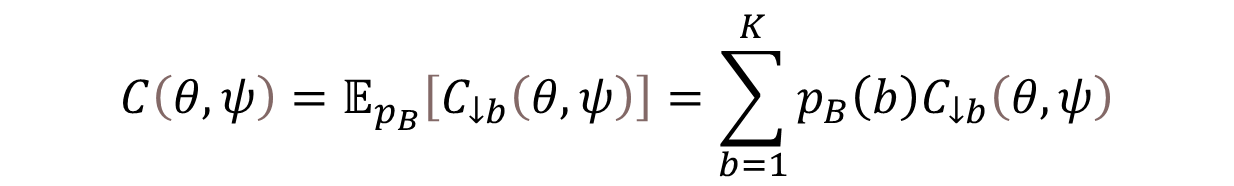 C(θ,ψ) = 𝔼_{p_B}[C_{↓b}(θ,ψ)] = ∑_{b=1}^{K} p_B(b)C_{↓b}(θ,ψ)